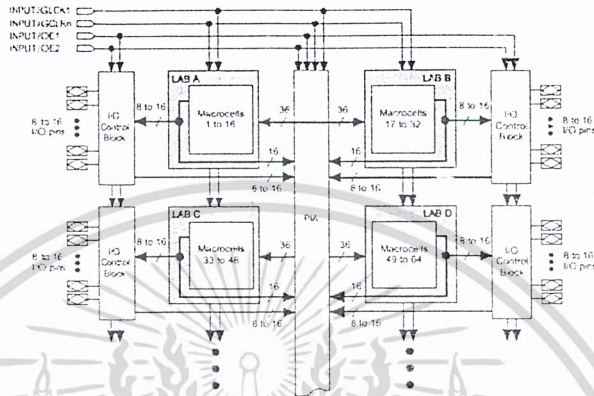 INPUT/GLCK1
INPUT/GCLRn
INPUT/OE1
INPUT/OE2
LAB A
LAB B
8 to 16
Macrocells
1 to 16
36
36
Macrocells
17 to 32
8 to 16
8 to 16
I/O pins
I/O
Control
Block
I/O
Control
Block
8 to 16
I/O pins
16
16
8 to 16
8 to 16
PIA
LAB C
LAB D
8 to 16
Macrocells
33 to 48
36
36
Macrocells
49 to 64
8 to 16
8 to 16
I/O pins
I/O
Control
Block
I/O
Control
Block
8 to 16
I/O pins
16
16
8 to 16
8 to 16